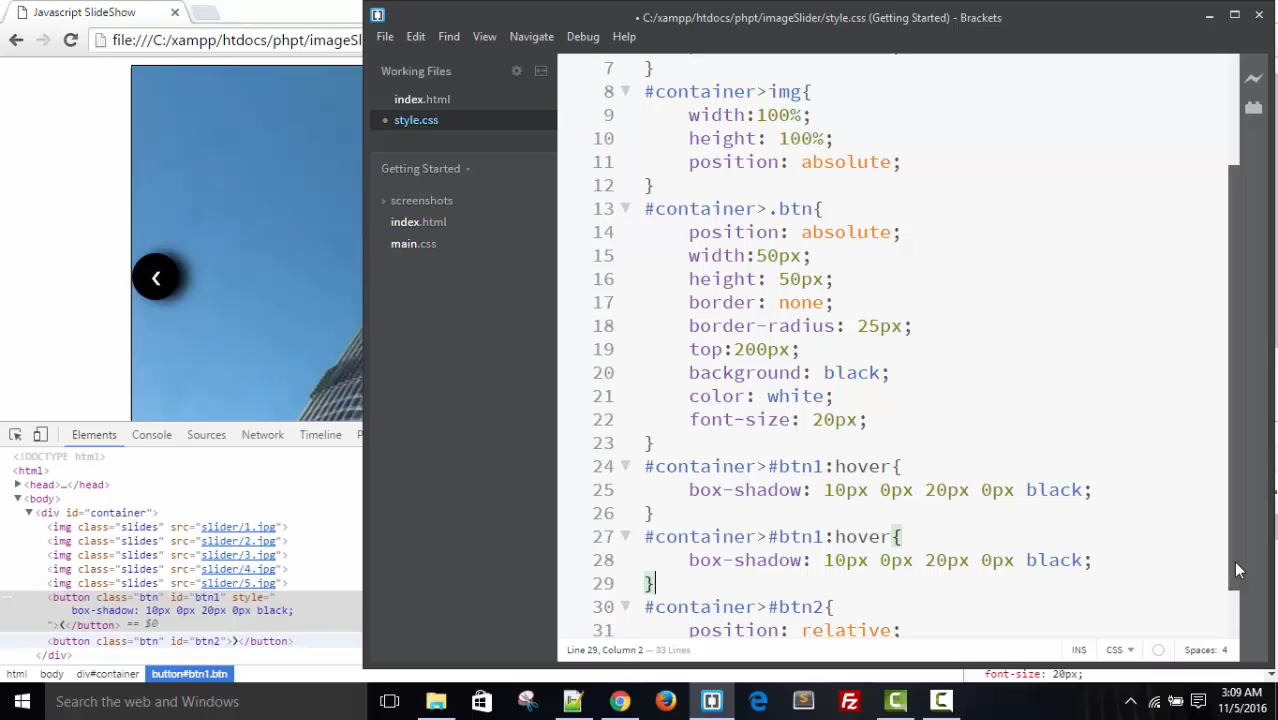 Javascript SlideShow
file:///C:/xampp/htdocs/phpt/imageSli
‹
Elements Console Sources Network Timeline P
<!DOCTYPE html>
<html>
<head>…</head>
<body>
<div id="container">
<img class="slides" src="slider/1.jpg">
<img class="slides" src="slider/2.jpg">
<img class="slides" src="slider/3.jpg">
<img class="slides" src="slider/4.jpg">
<img class="slides" src="slider/5.jpg">
<button class="btn" id="btn1" style="
box-shadow: 10px 0px 20px 0px black;
">❮</button> == $0
<button class="btn" id="btn2">❯</button>
</div>
html body div#container button#btn1.btn
• C:/xampp/htdocs/phpt/imageSlider/style.css (Getting Started) - Brackets
File Edit Find View Navigate Debug Help
Working Files
index.html
style.css
Getting Started
screenshots
index.html
main.css
7 }
8 #container>img{
9 width:100%;
10 height: 100%;
11 position: absolute;
12 }
13 #container>.btn{
14 position: absolute;
15 width:50px;
16 height: 50px;
17 border: none;
18 border-radius: 25px;
19 top:200px;
20 background: black;
21 color: white;
22 font-size: 20px;
23 }
24 #container>#btn1:hover{
25 box-shadow: 10px 0px 20px 0px black;
26 }
27 #container>#btn1:hover{
28 box-shadow: 10px 0px 20px 0px black;
29 }
30 #container>#btn2{
31 position: relative;
Line 29, Column 2 — 33 Lines
INS CSS Spaces: 4
font-size: 20px;
Search the web and Windows
3:09 AM
11/5/2016